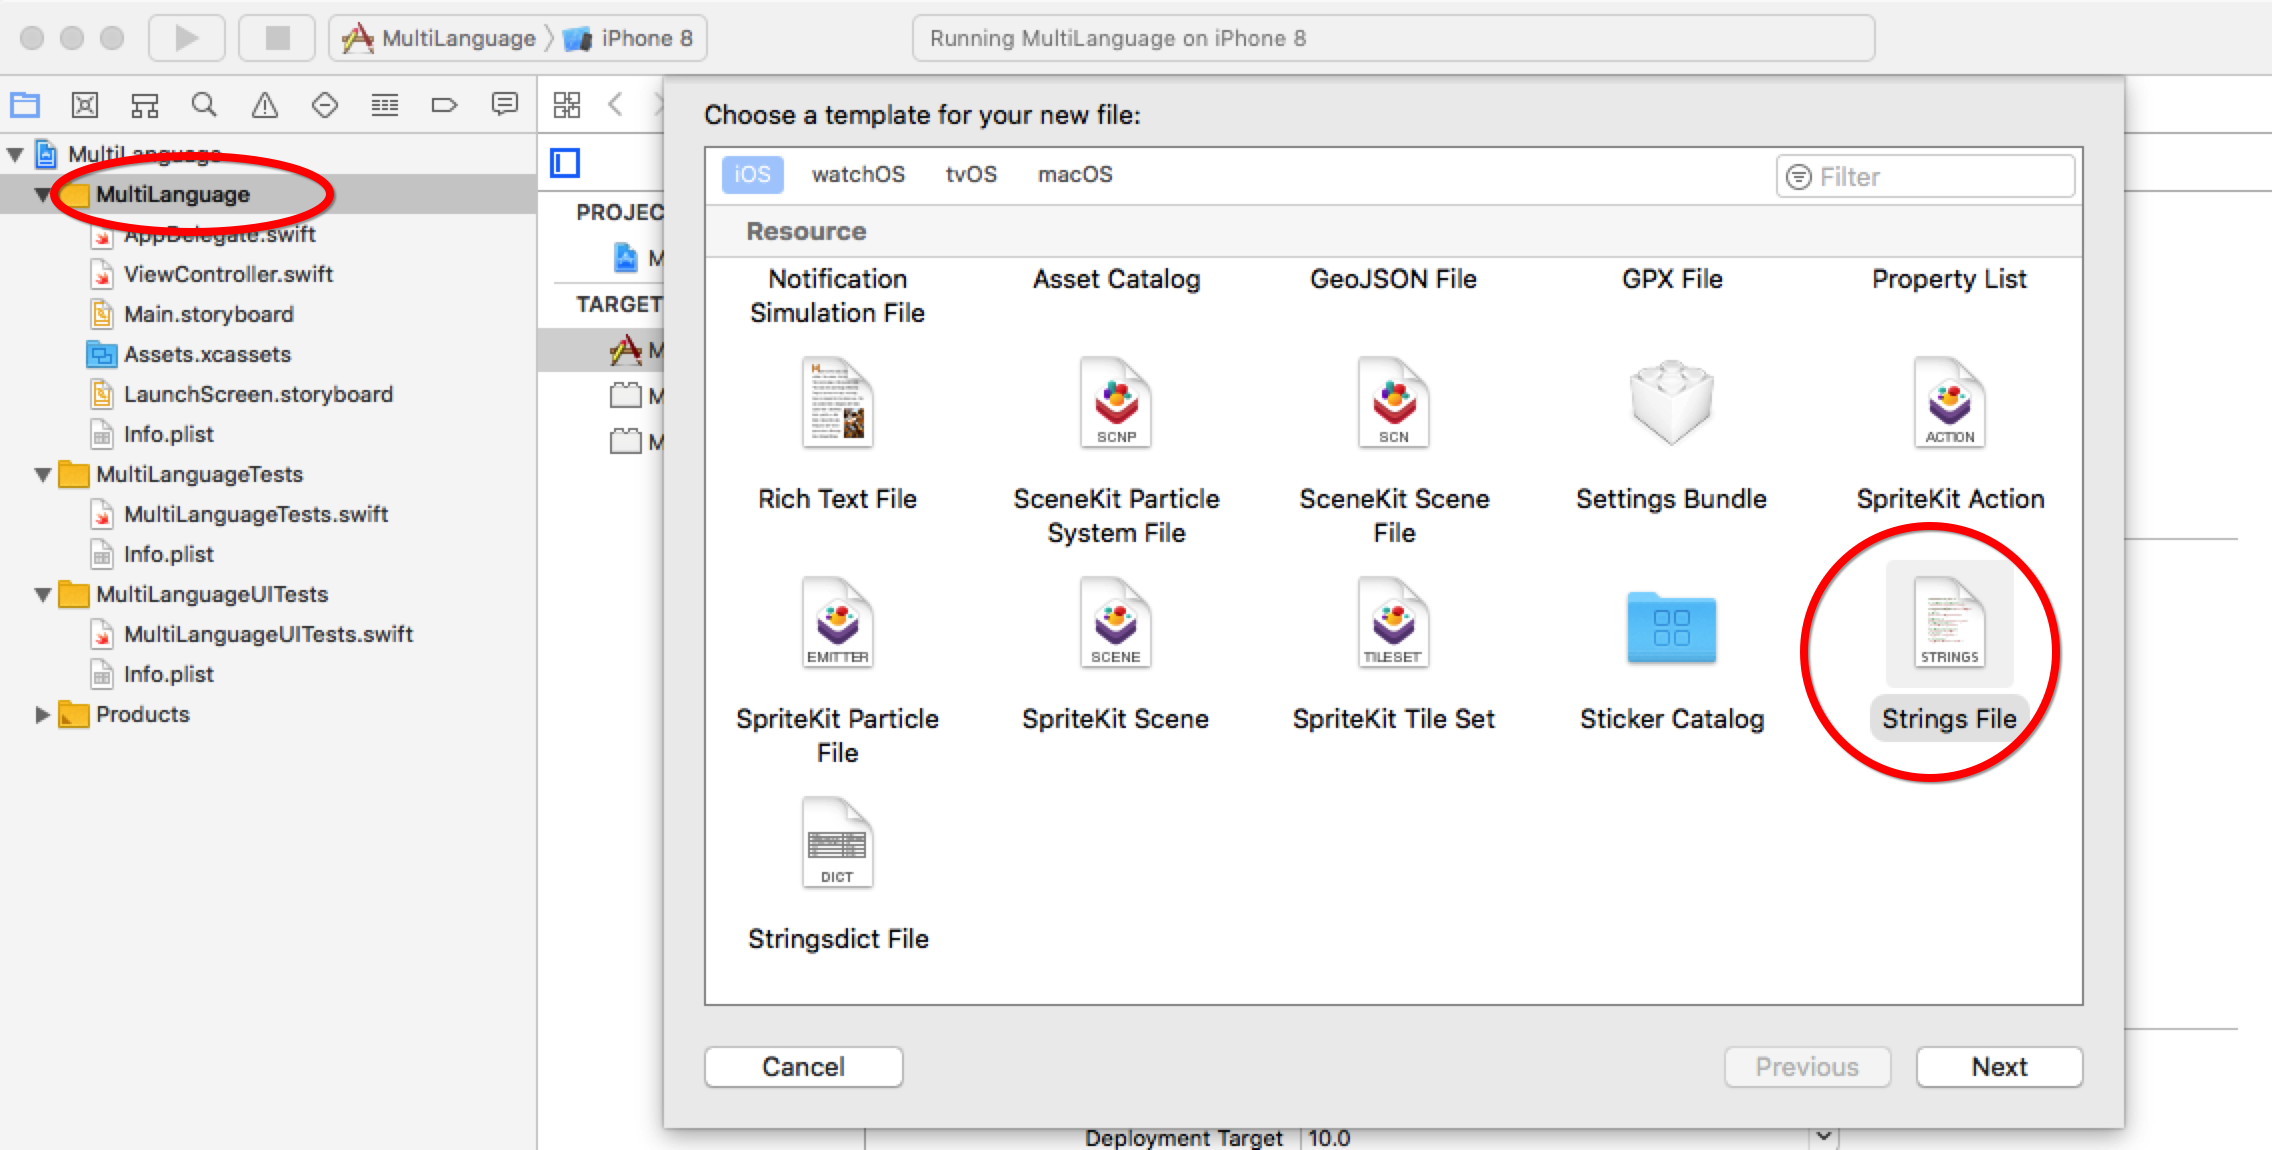 MultiLanguage
iPhone 8
Running MultiLanguage on iPhone 8
MultiLanguage
MultiLanguage
AppDelegate.swift
ViewController.swift
Main.storyboard
Assets.xcassets
LaunchScreen.storyboard
Info.plist
MultiLanguageTests
MultiLanguageTests.swift
Info.plist
MultiLanguageUITests
MultiLanguageUITests.swift
Info.plist
Products
PROJEC
M
TARGET
M
M
M
Choose a template for your new file:
iOS watchOS tvOS macOS
Filter
Resource
Notification Simulation File
Asset Catalog
GeoJSON File
GPX File
Property List
SCNP
SCN
ACTION
Rich Text File
SceneKit Particle System File
SceneKit Scene File
Settings Bundle
SpriteKit Action
EMITTER
SCENE
TILESET
STRINGS
SpriteKit Particle File
SpriteKit Scene
SpriteKit Tile Set
Sticker Catalog
Strings File
DICT
Stringsdict File
Cancel
Previous
Next
Deployment Target 10.0